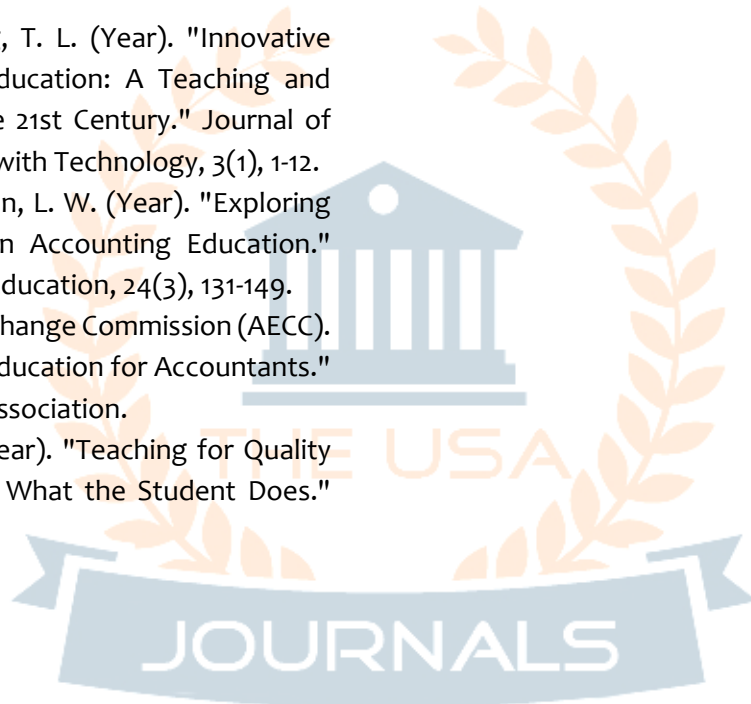 , T. L. (Year). "Innovative
ducation: A Teaching and
e 21st Century." Journal of
with Technology, 3(1), 1-12.
n, L. W. (Year). "Exploring
n Accounting Education."
ducation, 24(3), 131-149.
change Commission (AECC).
ducation for Accountants."
ssociation.
ear). "Teaching for Quality
What the Student Does."
THE USA
JOURNALS